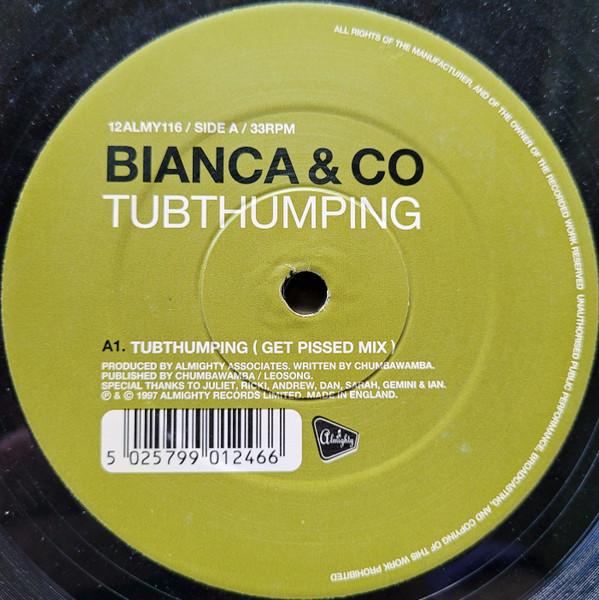 12ALMY116 / SIDE A / 33RPM
BIANCA & CO
TUBTHUMPING
A1. TUBTHUMPING ( GET PISSED MIX )
PRODUCED BY ALMIGHTY ASSOCIATES. WRITTEN BY CHUMBAWAMBA.
PUBLISHED BY CHUMBAWAMBA / LEOSONG.
SPECIAL THANKS TO JULIET, RICKI, ANDREW, DAN, SARAH, GEMINI & IAN.
℗ & © 1997 ALMIGHTY RECORDS LIMITED. MADE IN ENGLAND.
5 025799 012466
Almighty
ALL RIGHTS OF THE MANUFACTURER, AND OF THE OWNER OF THE RECORDED WORK RESERVED UNAUTHORISED PUBLIC PERFORMANCE, BROADCASTING, AND COPYING OF THIS WORK PROHIBITED